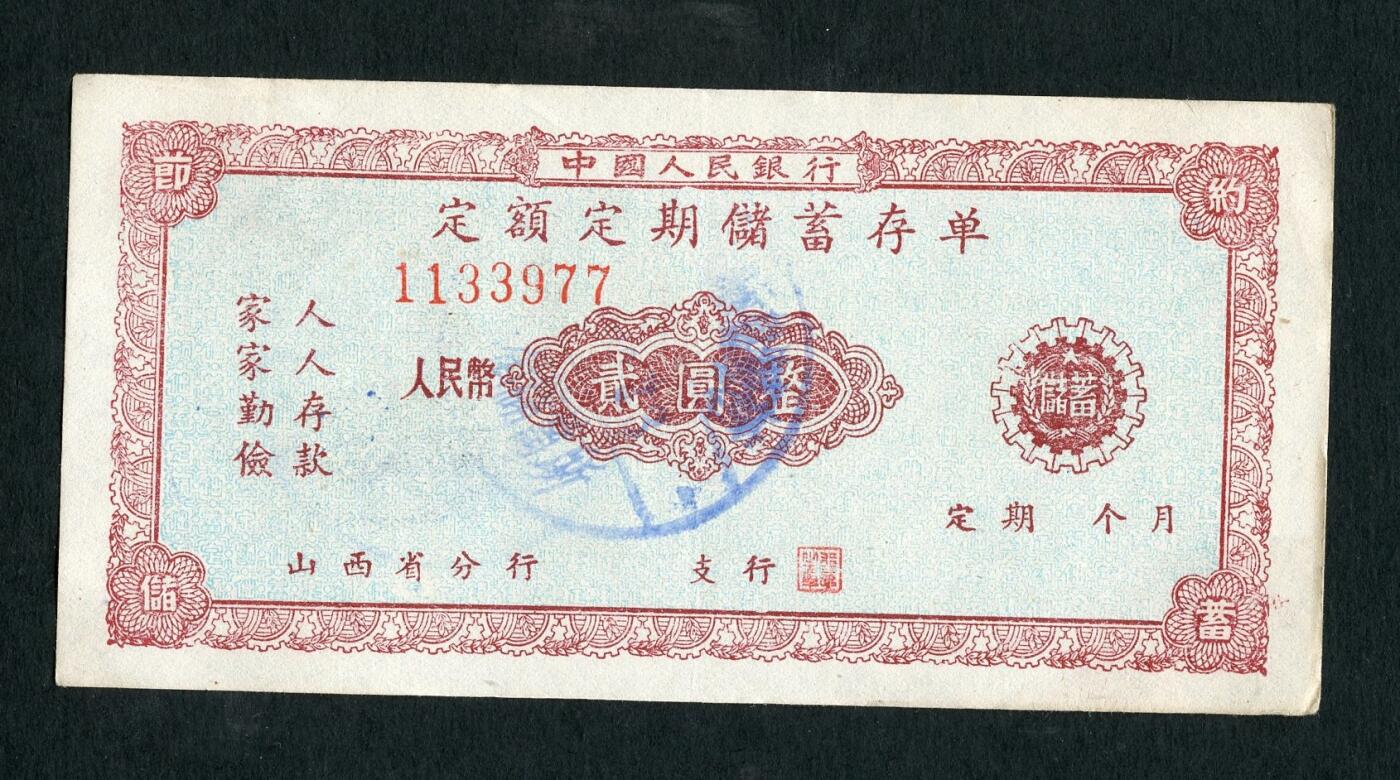 中國人民銀行
節
約
定額定期儲蓄存单
1133977
人人存款
家家勤儉
人民幣
貳圓整
儲蓄
定期 个月
山西省分行 支行
儲
蓄